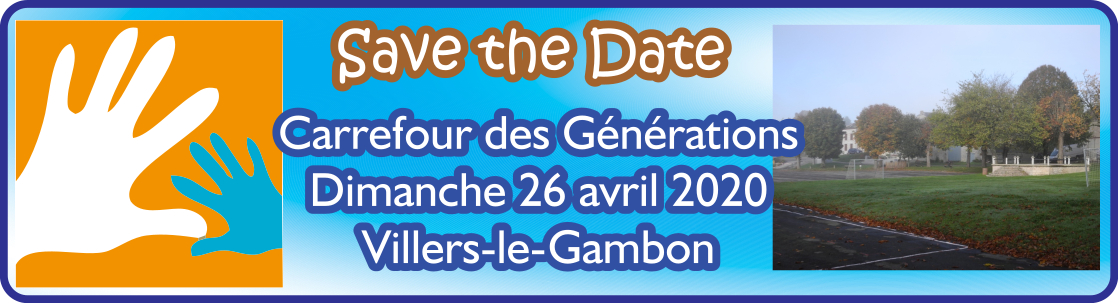 Save the Date
Carrefour des Générations
Dimanche 26 avril 2020
Villers-le-Gambon